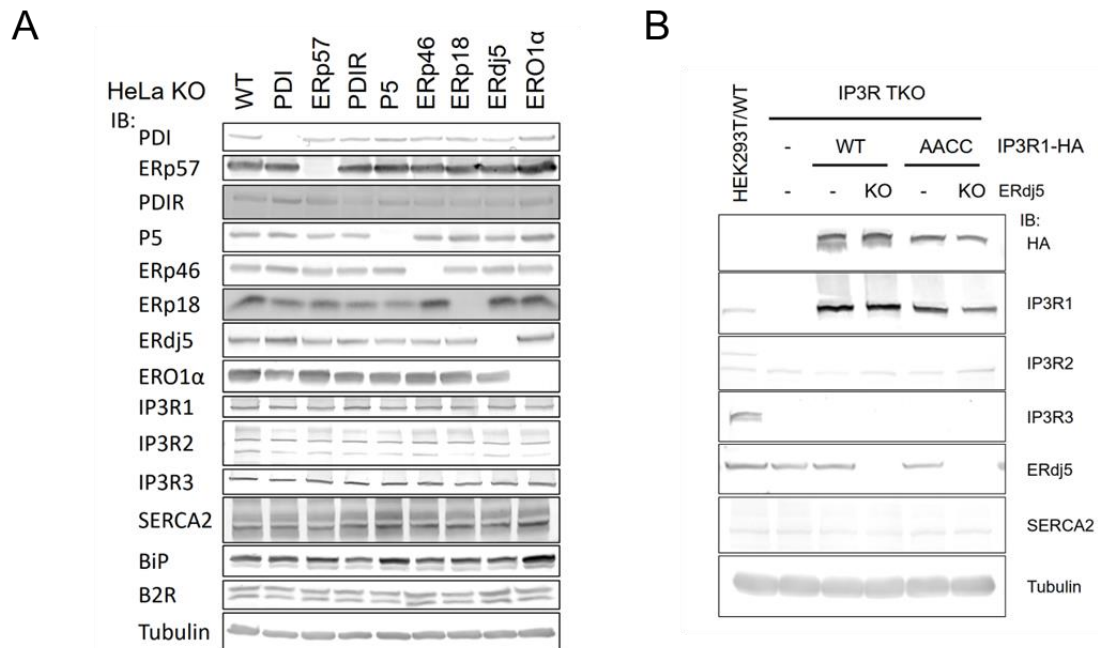 A
HeLa KO
WT PDI ERp57 PDIR P5 ERp46 ERp18 ERdj5 ERO1α
IB:
PDI
ERp57
PDIR
P5
ERp46
ERp18
ERdj5
ERO1α
IP3R1
IP3R2
IP3R3
SERCA2
BiP
B2R
Tubulin
B
HEK293T/WT
IP3R TKO
- WT AACC IP3R1-HA
- - KO - KO ERdj5
IB:
HA
IP3R1
IP3R2
IP3R3
ERdj5
SERCA2
Tubulin